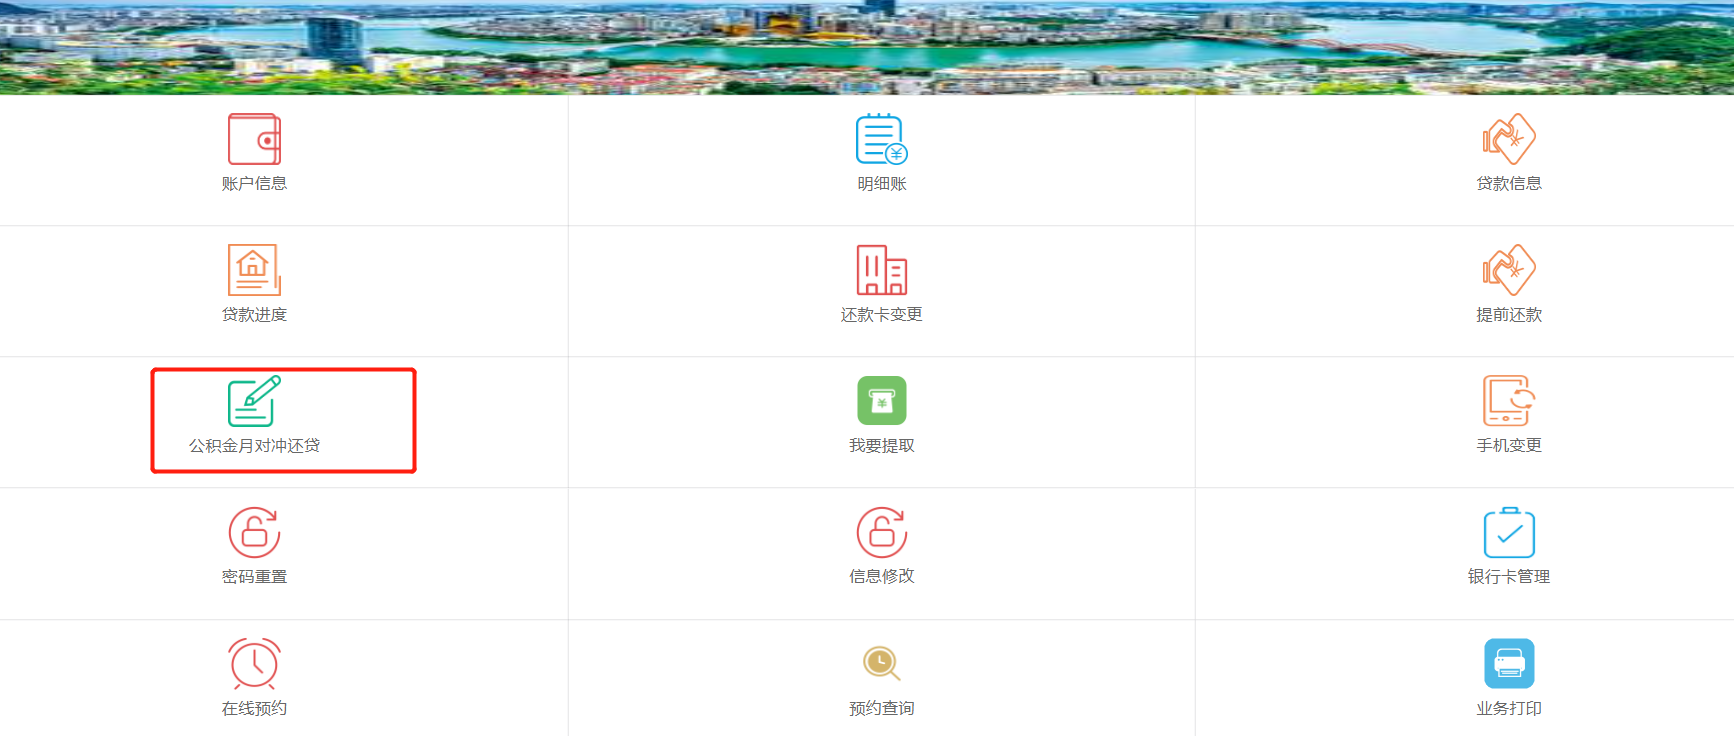 账户信息
明细账
贷款信息
贷款进度
还款卡变更
提前还款
公积金月对冲还贷
我要提取
手机变更
密码重置
信息修改
银行卡管理
在线预约
预约查询
业务打印